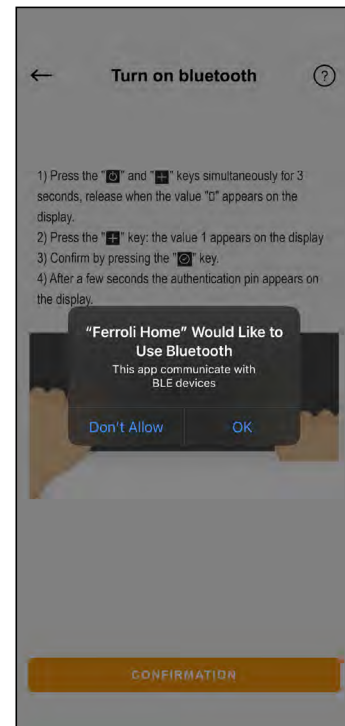 ← Turn on bluetooth ?
1) Press the "⏻" and "+" keys simultaneously for 3
seconds, release when the value "0" appears on the
display.
2) Press the "+" key: the value 1 appears on the display
3) Confirm by pressing the "✓" key.
4) After a few seconds the authentication pin appears on
the display.
“Ferroli Home” Would Like to
Use Bluetooth
This app communicate with
BLE devices
Don't Allow OK
CONFIRMATION